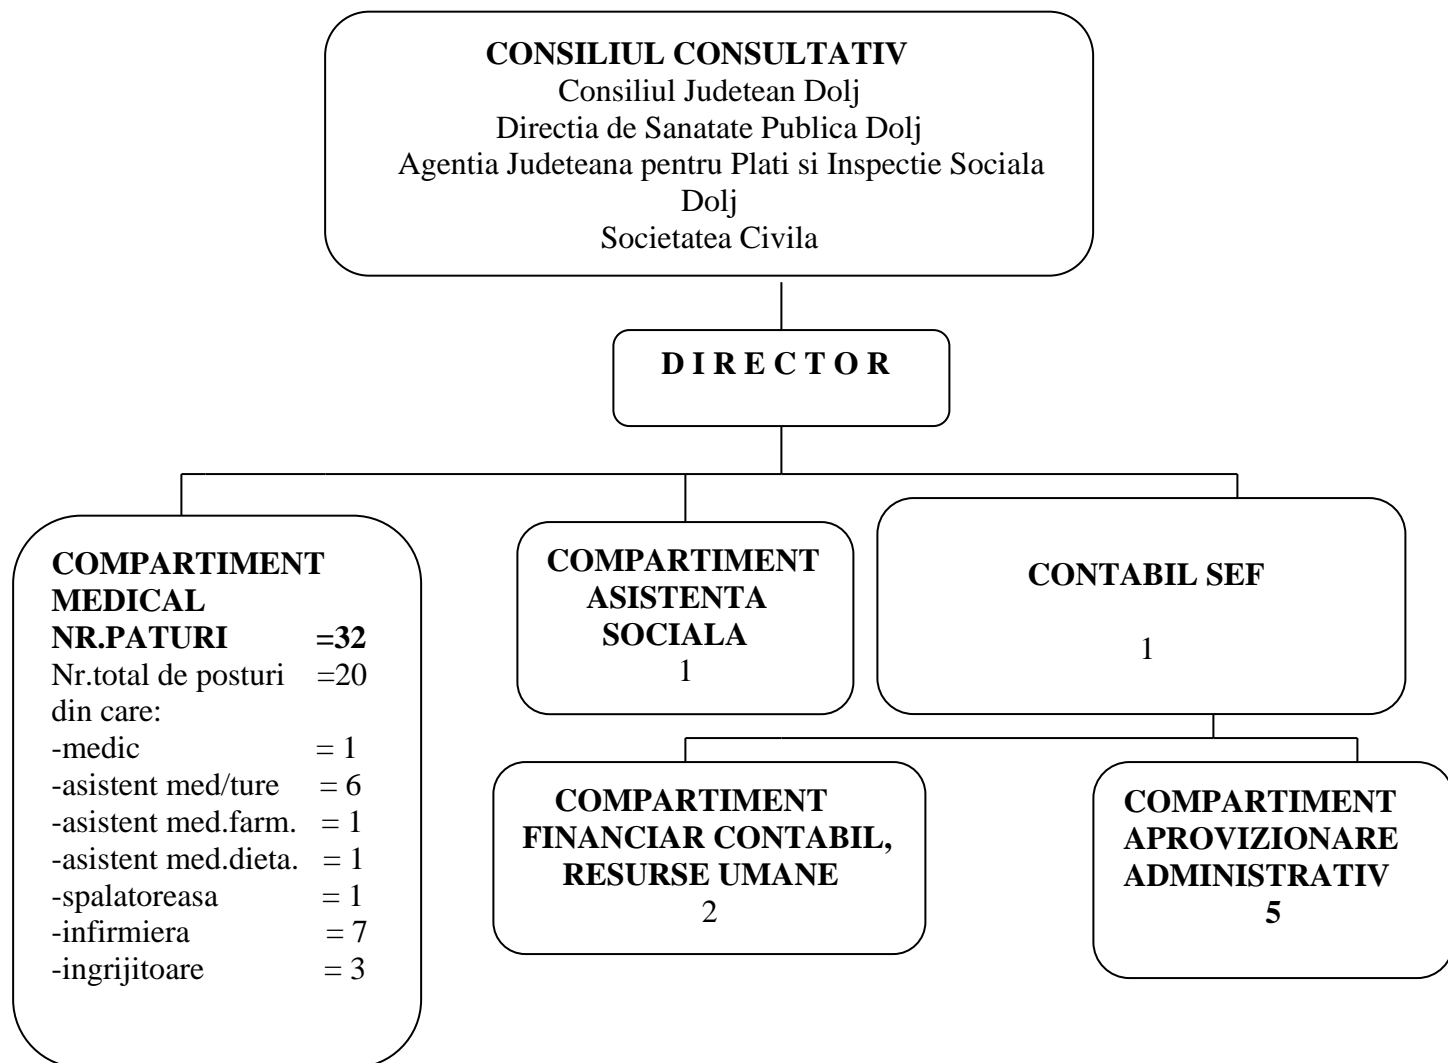 CONSILIUL CONSULTATIV
Consiliul Judetean Dolj
Directia de Sanatate Publica Dolj
Agentia Judeteana pentru Plati si Inspectie Sociala
Dolj
Societatea Civila
D I R E C T O R
COMPARTIMENT
MEDICAL
NR.PATURI =32
Nr.total de posturi =20
din care:
-medic = 1
-asistent med/ture = 6
-asistent med.farm. = 1
-asistent med.dieta. = 1
-spalatoreasa = 1
-infirmiera = 7
-ingrijitoare = 3
COMPARTIMENT
ASISTENTA
SOCIALA
1
CONTABIL SEF
1
COMPARTIMENT
FINANCIAR CONTABIL,
RESURSE UMANE
2
COMPARTIMENT
APROVIZIONARE
ADMINISTRATIV
5